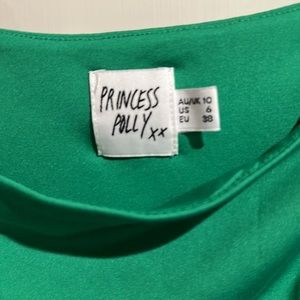 PRINCESS
POLLY xx
AU/UK 10
US 6
EU 38